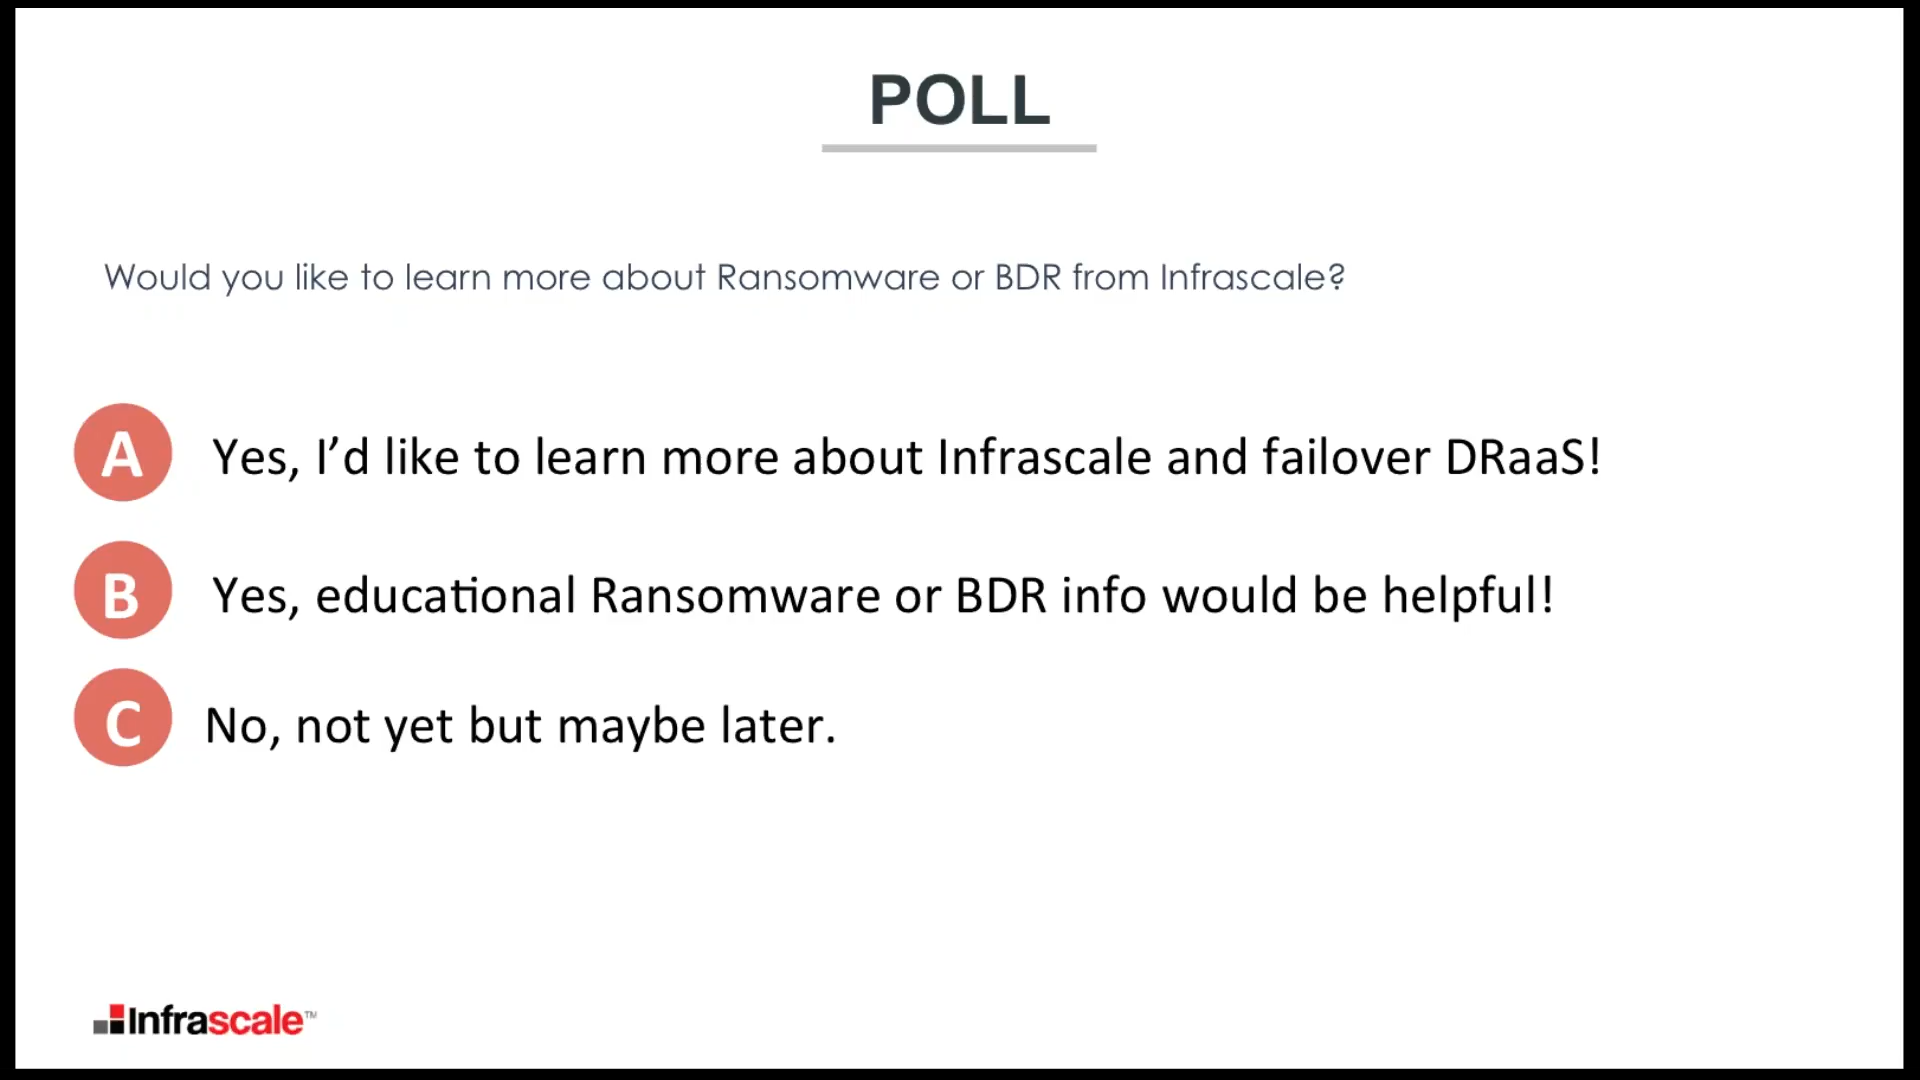 POLL
Would you like to learn more about Ransomware or BDR from Infrascale?
A Yes, I’d like to learn more about Infrascale and failover DRaaS!
B Yes, educational Ransomware or BDR info would be helpful!
C No, not yet but maybe later.
Infrascale™